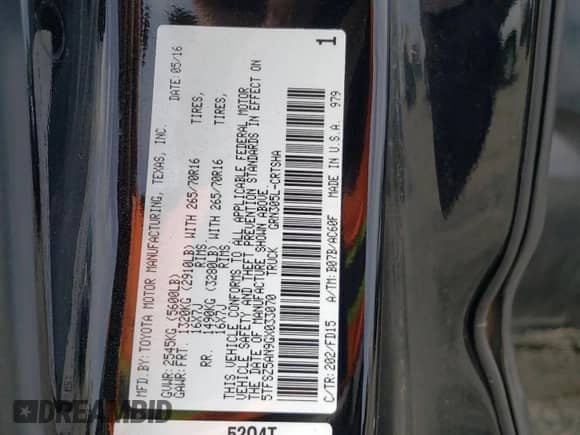 MFD. BY: TOYOTA MOTOR MANUFACTURING, TEXAS, INC. DATE: 05/16
GVWR: 2545KG (5600LB)
GAWR: FRT. 1320KG (2910LB) WITH 265/70R16 TIRES,
16X7J RIMS,
RR. 1490KG (3280LB) WITH 265/70R16 TIRES,
16X7J RIMS,
THIS VEHICLE CONFORMS TO ALL APPLICABLE FEDERAL MOTOR
VEHICLE SAFETY AND THEFT PREVENTION STANDARDS IN EFFECT ON
THE DATE OF MANUFACTURE SHOWN ABOVE.
5TFSZ5AN9GX033070 TRUCK GRN305L-CRTSHA
C/TR: 202/FD15 A/TM: B07B/AC60F MADE IN U.S.A. 979
1
5204T
AUTOBIDMASTER